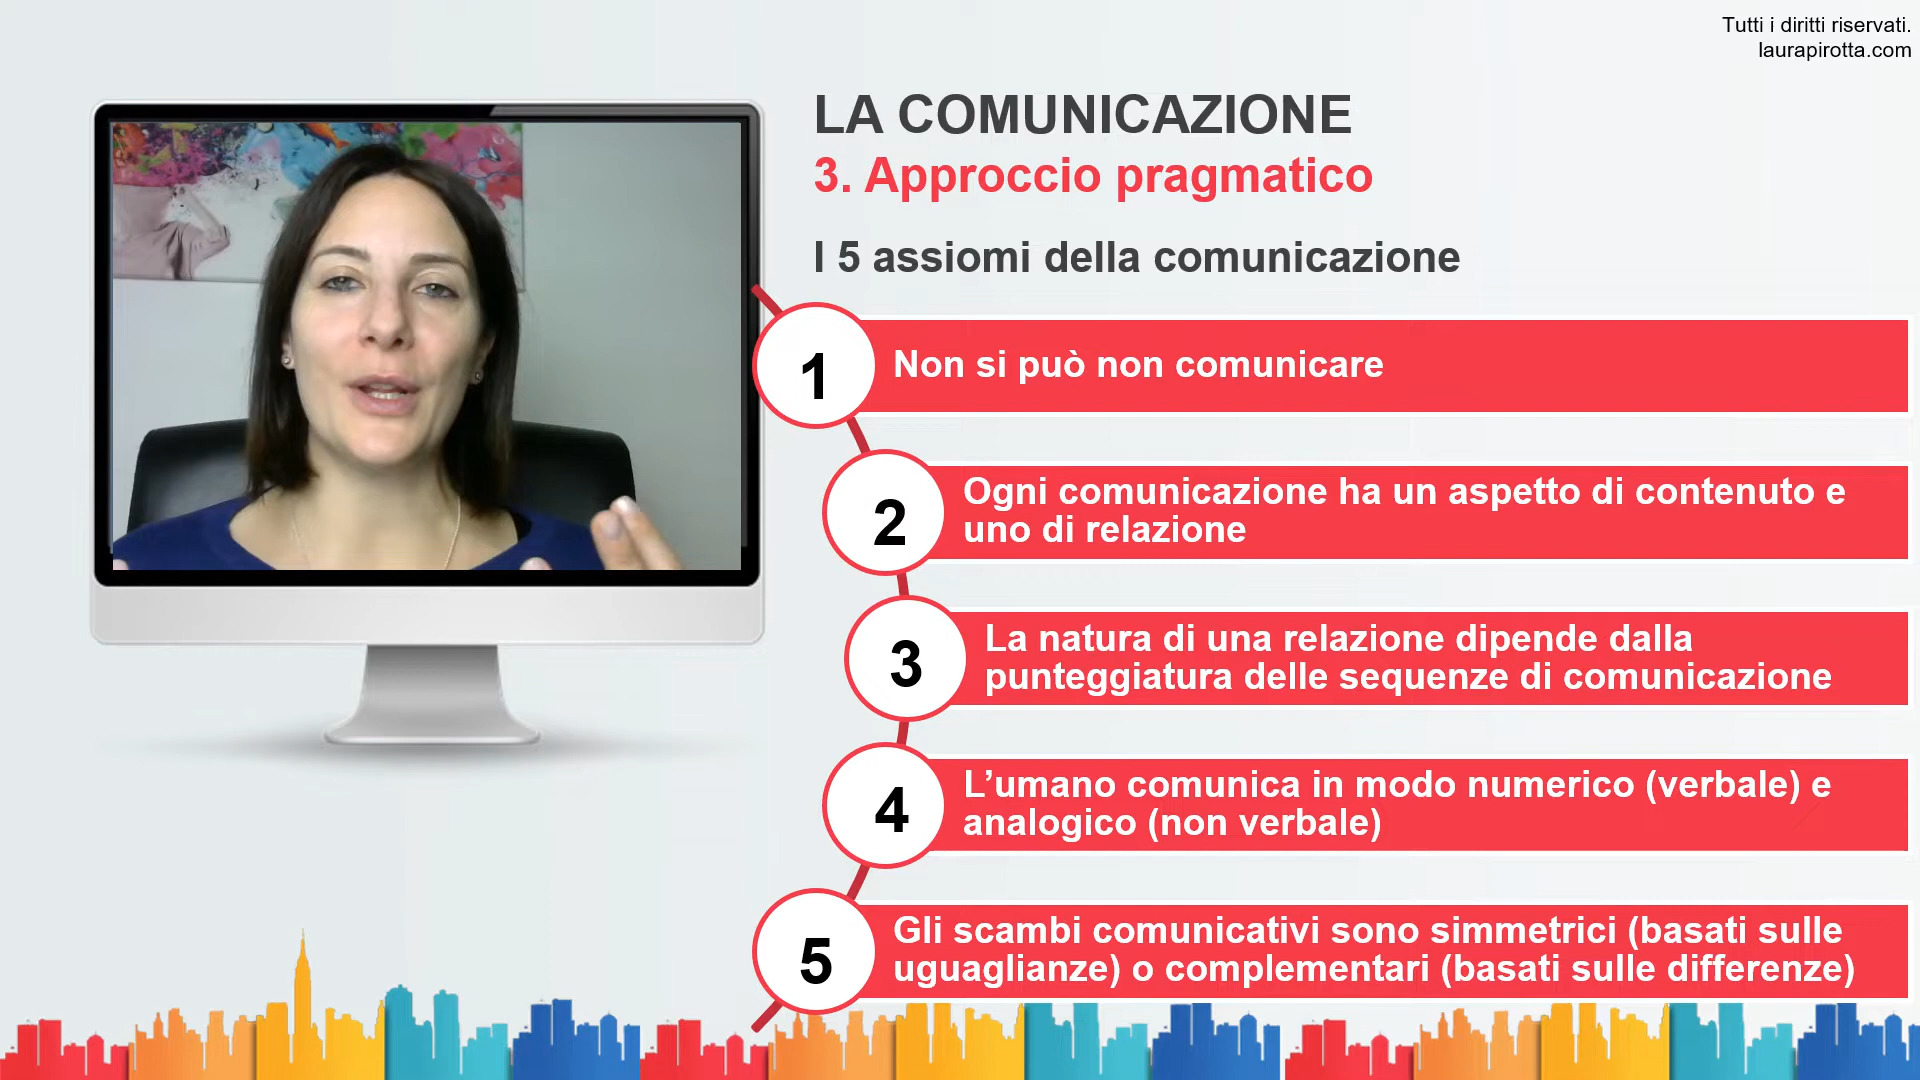 Tutti i diritti riservati.
laurapirotta.com
LA COMUNICAZIONE
3. Approccio pragmatico
I 5 assiomi della comunicazione
1
Non si può non comunicare
2
Ogni comunicazione ha un aspetto di contenuto e
uno di relazione
3
La natura di una relazione dipende dalla
punteggiatura delle sequenze di comunicazione
4
L’umano comunica in modo numerico (verbale) e
analogico (non verbale)
5
Gli scambi comunicativi sono simmetrici (basati sulle
uguaglianze) o complementari (basati sulle differenze)